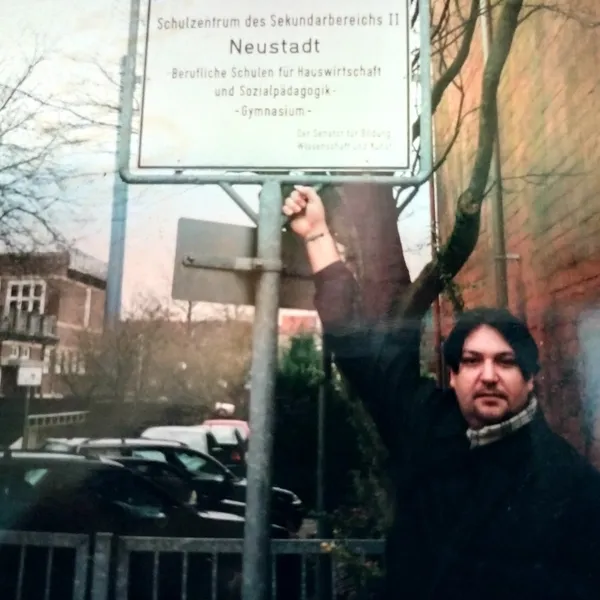 Schulzentrum des Sekundarbereichs II
Neustadt
-Berufliche Schulen für Hauswirtschaft
und Sozialpädagogik-
-Gymnasium-
Der Senator für Bildung,
Wissenschaft und Kunst